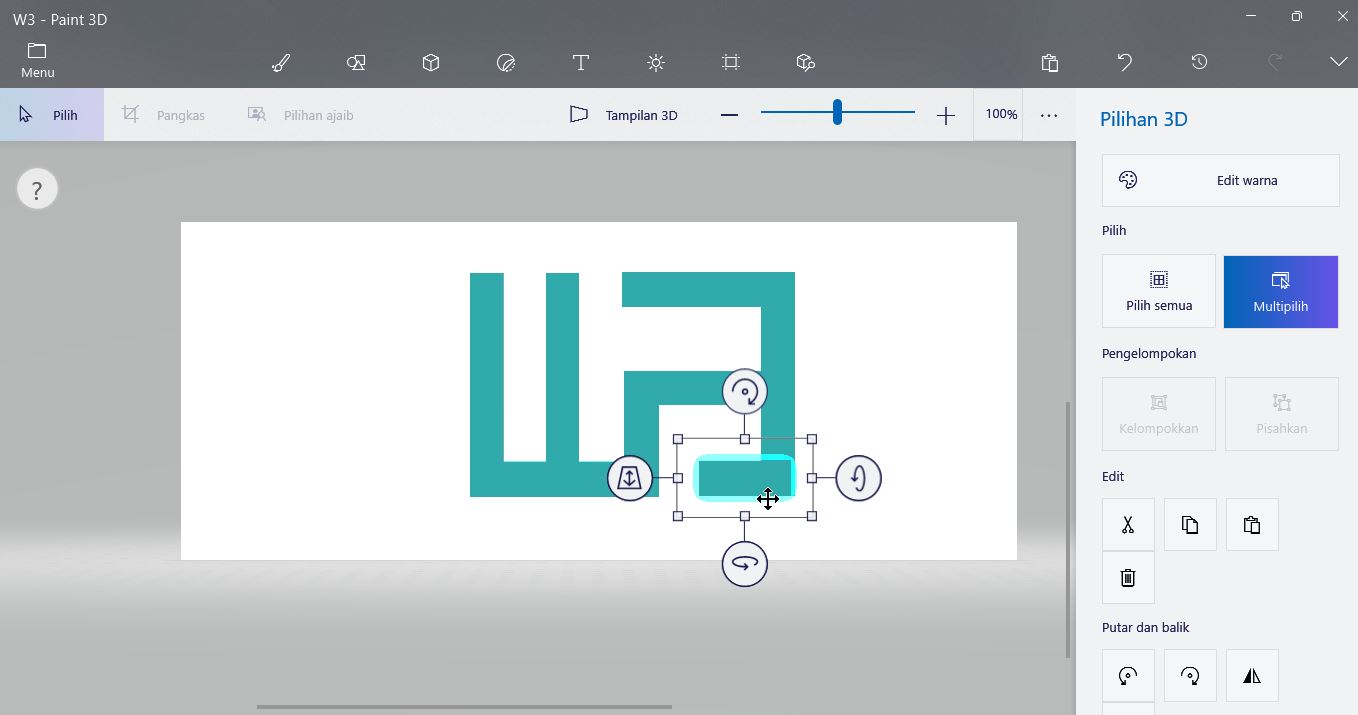 W3 - Paint 3D
Menu
Pilih
Pangkas
Pilihan ajaib
Tampilan 3D
100%
Pilihan 3D
?
Edit warna
Pilih
Pilih semua
Multipilih
Pengelompokan
Kelompokkan
Pisahkan
Edit
Putar dan balik